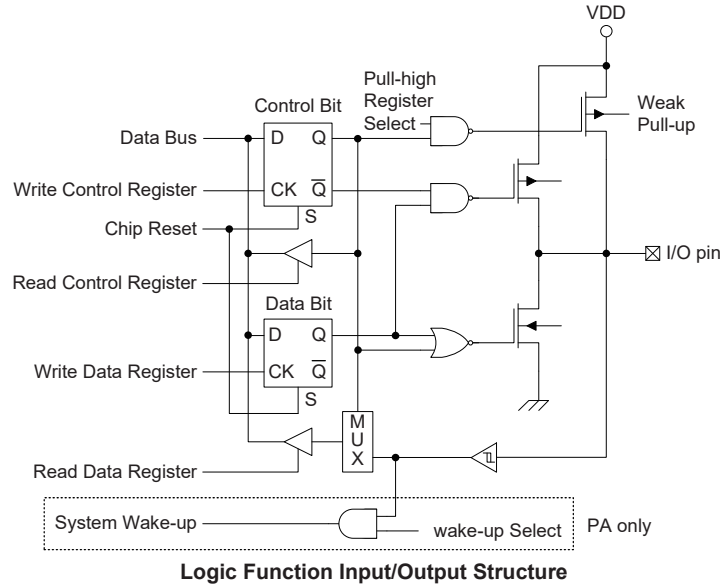 VDD
Pull-high
Register
Select
Control Bit
Weak
Pull-up
Data Bus
D
Q
Write Control Register
CK
Q̅
S
Chip Reset
I/O pin
Read Control Register
Data Bit
D
Q
Write Data Register
CK
Q̅
S
M
U
X
Read Data Register
System Wake-up
wake-up Select
PA only
Logic Function Input/Output Structure